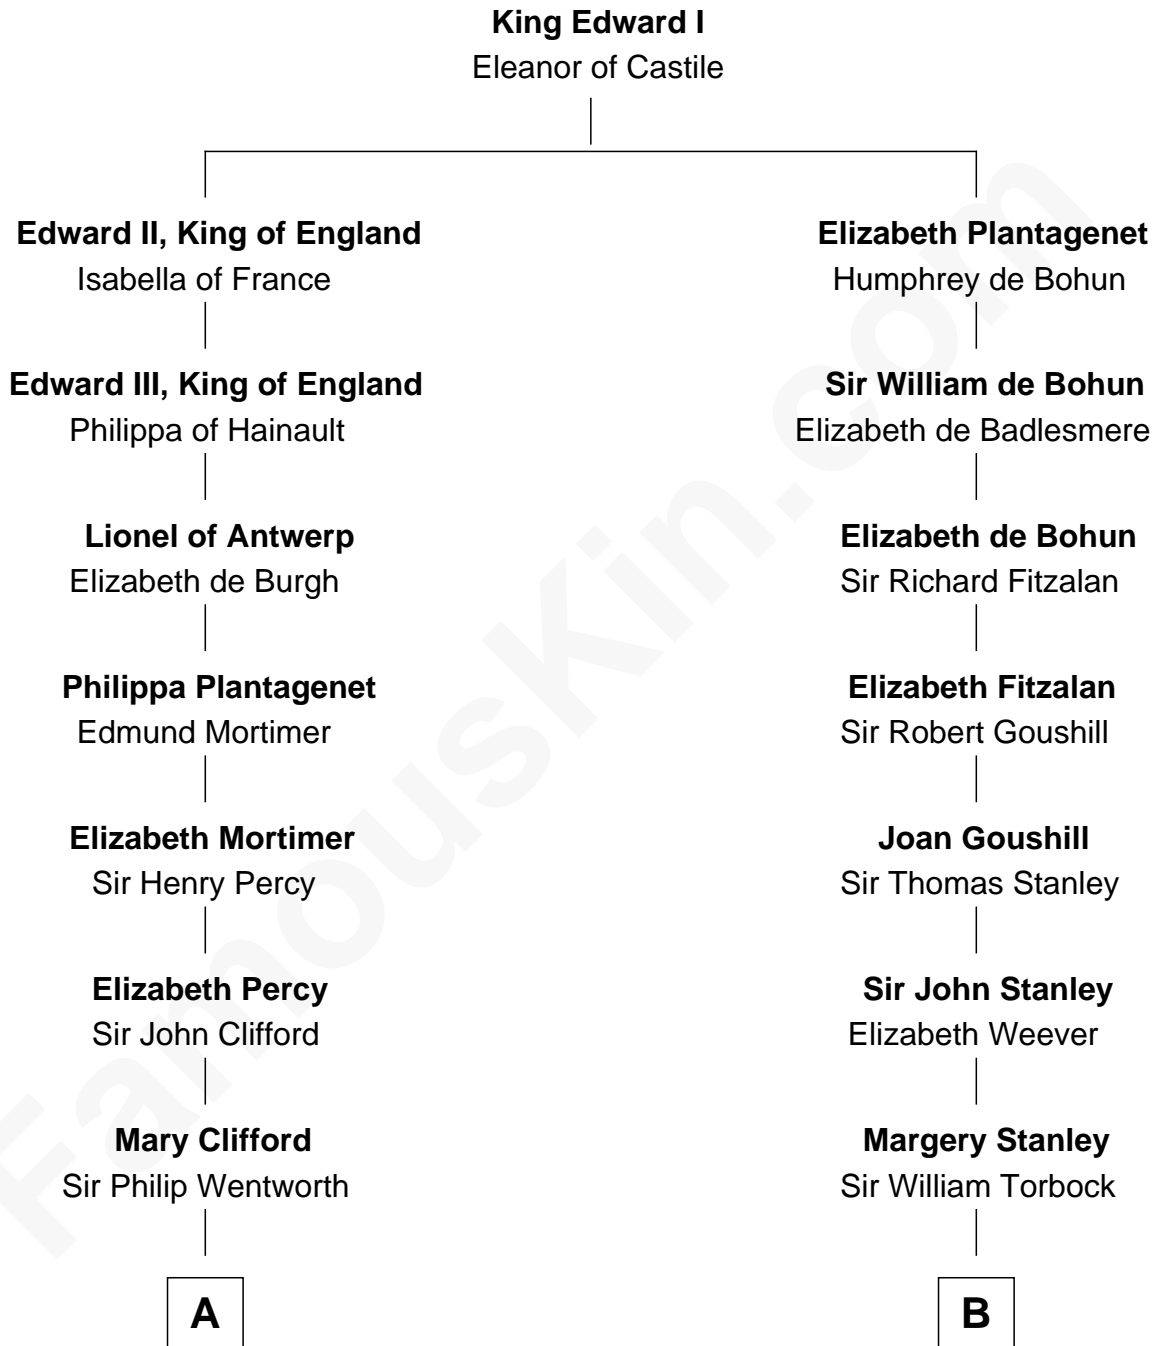 King Edward I
Eleanor of Castile
Edward II, King of England
Isabella of France
Edward III, King of England
Philippa of Hainault
Lionel of Antwerp
Elizabeth de Burgh
Philippa Plantagenet
Edmund Mortimer
Elizabeth Mortimer
Sir Henry Percy
Elizabeth Percy
Sir John Clifford
Mary Clifford
Sir Philip Wentworth
A
Elizabeth Plantagenet
Humphrey de Bohun
Sir William de Bohun
Elizabeth de Badlesmere
Elizabeth de Bohun
Sir Richard Fitzalan
Elizabeth Fitzalan
Sir Robert Goushill
Joan Goushill
Sir Thomas Stanley
Sir John Stanley
Elizabeth Weever
Margery Stanley
Sir William Torbock
B
FamousKin.com